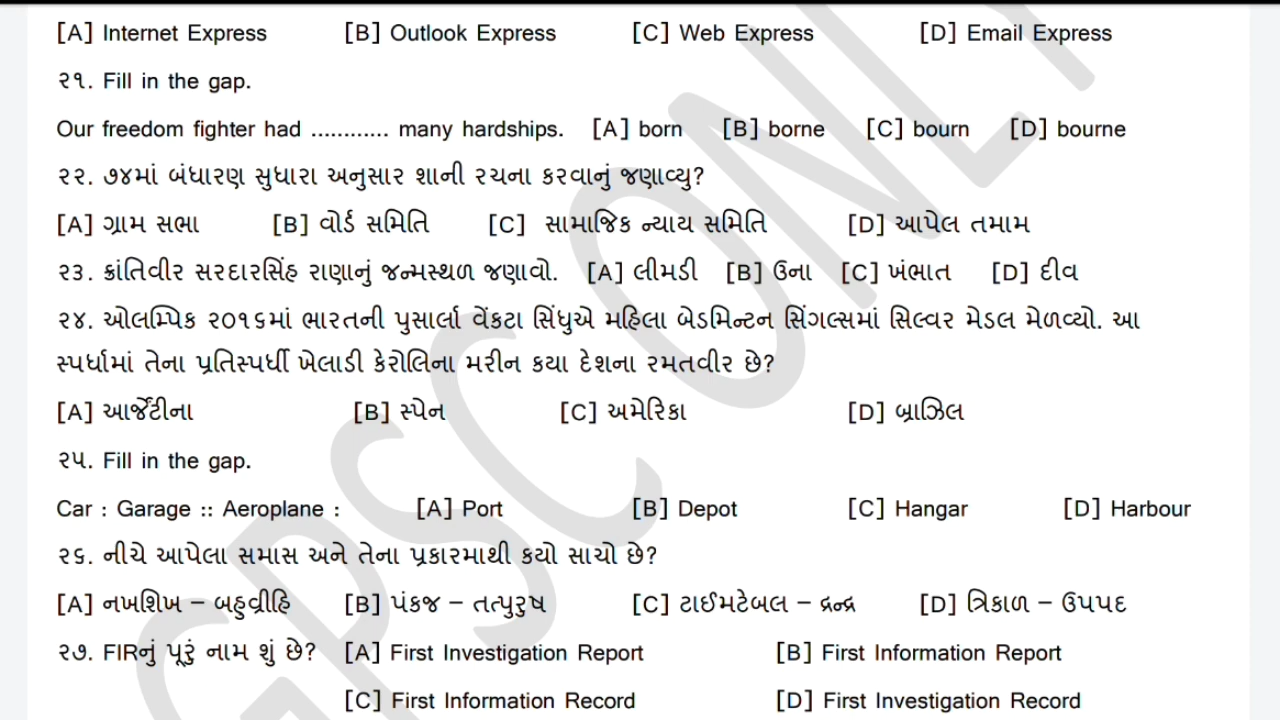 [A] Internet Express [B] Outlook Express [C] Web Express [D] Email Express
૨૧. Fill in the gap.
Our freedom fighter had ............ many hardships. [A] born [B] borne [C] bourn [D] bourne
૨૨. ૭૪માં બંધારણ સુધારા અનુસાર શાની રચના કરવાનું જણાવ્યુ?
[A] ગ્રામ સભા [B] વોર્ડ સમિતિ [C] સામાજિક ન્યાય સમિતિ [D] આપેલ તમામ
૨૩. ક્રાંતિવીર સરદારસિંહ રાણાનું જન્મસ્થળ જણાવો. [A] લીમડી [B] ઉના [C] ખંભાત [D] દીવ
૨૪. ઓલમ્પિક ૨૦૧૬માં ભારતની પુસાર્લા વેંકટા સિંધુએ મહિલા બેડમિન્ટન સિંગલ્સમાં સિલ્વર મેડલ મેળવ્યો. આ
સ્પર્ધામાં તેના પ્રતિસ્પર્ધી ખેલાડી કેરોલિના મરીન કયા દેશના રમતવીર છે?
[A] આર્જેંટીના [B] સ્પેન [C] અમેરિકા [D] બ્રાઝિલ
૨૫. Fill in the gap.
Car : Garage :: Aeroplane : [A] Port [B] Depot [C] Hangar [D] Harbour
૨૬. નીચે આપેલા સમાસ અને તેના પ્રકારમાથી કયો સાચો છે?
[A] નખશિખ – બહુવ્રીહિ [B] પંકજ – તત્પુરુષ [C] ટાઈમટેબલ – દ્વન્દ્વ [D] ત્રિકાળ – ઉપપદ
૨૭. FIRનું પૂરું નામ શું છે? [A] First Investigation Report [B] First Information Report
[C] First Information Record [D] First Investigation Record
GPSC ONLY